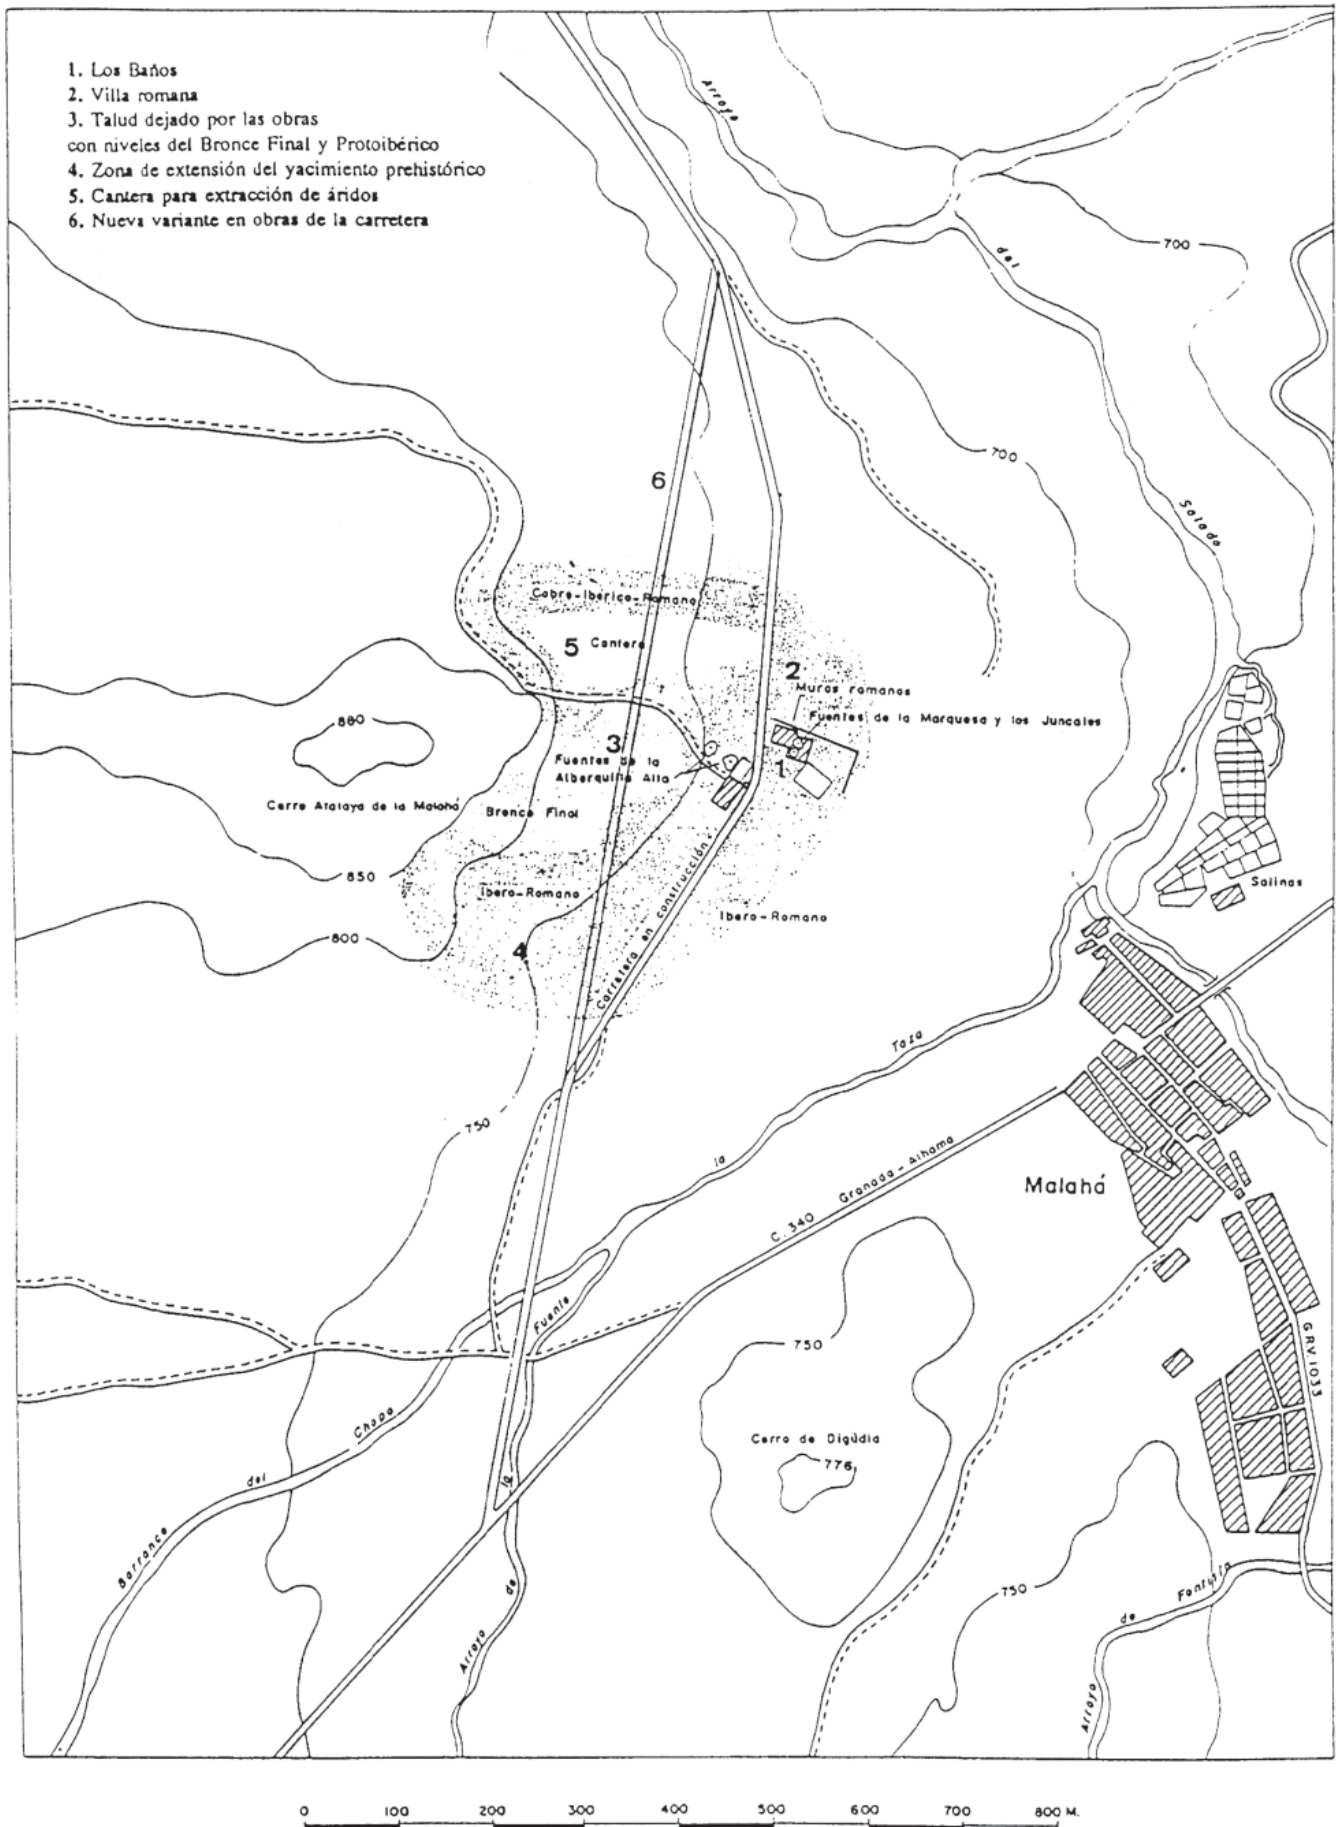 1. Los Baños
2. Villa romana
3. Talud dejado por las obras
con niveles del Bronce Final y Protoibérico
4. Zona de extensión del yacimiento prehistórico
5. Cantera para extracción de áridos
6. Nueva variante en obras de la carretera
Arroyo
del
700
700
Salado
6
Cobre-Iberico-Romano
5 Cantera
2
Muros romanos
Fuentes de la Marquesa y los Juncales
880
3
Fuentes de la
Alberquilla Alta
1
Cerro Atalaya de la Malahá
Bronce Final
850
Ibero-Romano
Salinas
Ibero-Romano
800
4
Carretera en construcción
Toza
750
la
C. 340 Granada-Alhama
Malahá
Fuente
750
GRV.1033
Chopo
Cerro de Digüdia
776
del
la
Barranco
de
750
Fontutía
de
Arroyo
Arroyo
0 100 200 300 400 500 600 700 800 M.